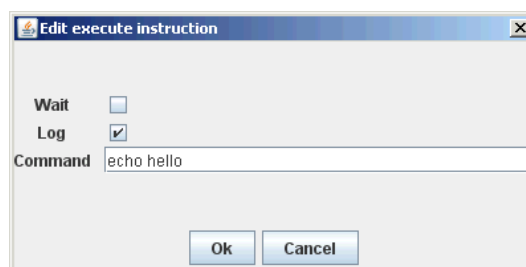 Edit execute instruction
Wait
Log
Command echo hello
Ok Cancel